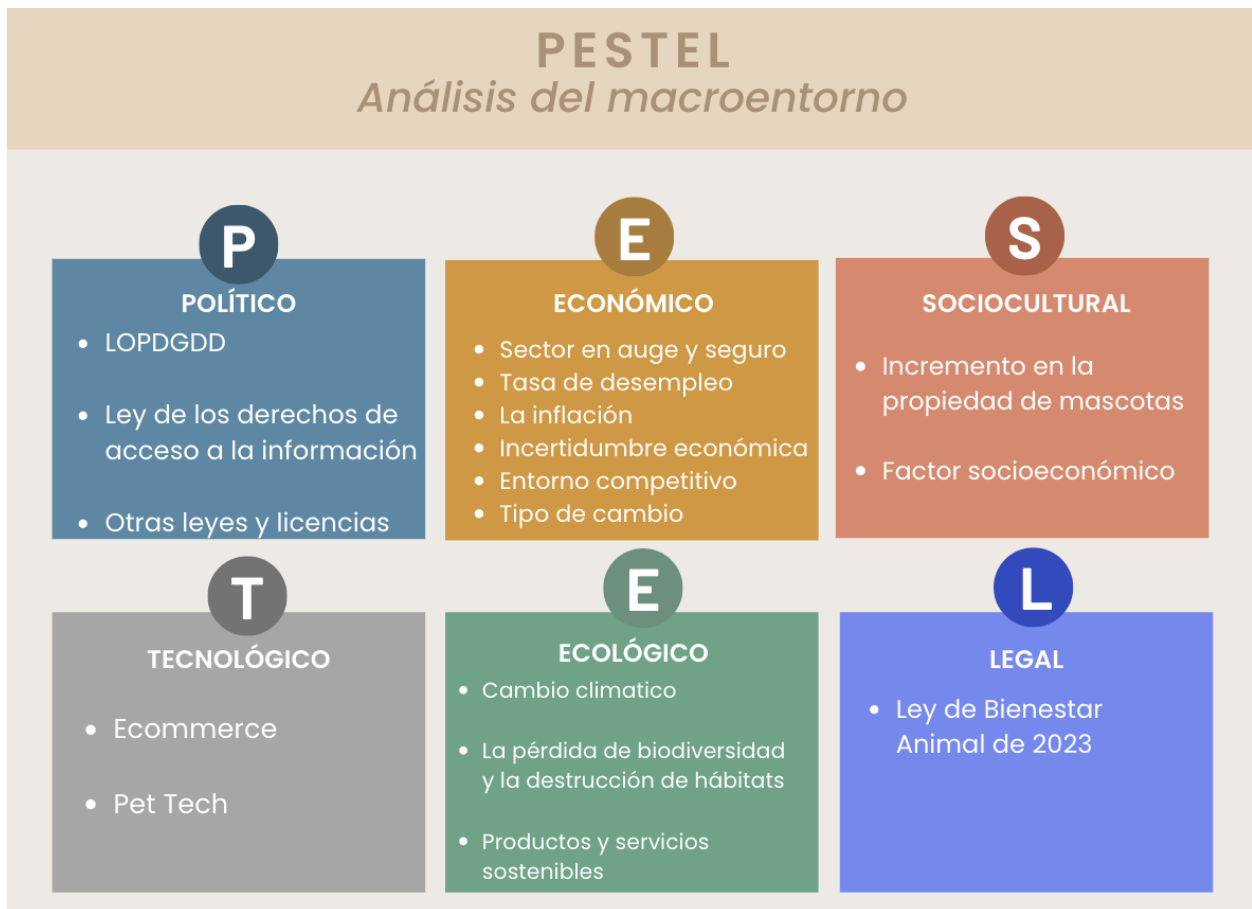 PESTEL
Análisis del macroentorno
P
POLÍTICO
• LOPDGDD
• Ley de los derechos de
acceso a la información
• Otras leyes y licencias
E
ECONÓMICO
• Sector en auge y seguro
• Tasa de desempleo
• La inflación
• Incertidumbre económica
• Entorno competitivo
• Tipo de cambio
S
SOCIOCULTURAL
• Incremento en la
propiedad de mascotas
• Factor socioeconómico
T
TECNOLÓGICO
• Ecommerce
• Pet Tech
E
ECOLÓGICO
• Cambio climatico
• La pérdida de biodiversidad
y la destrucción de hábitats
• Productos y servicios
sostenibles
L
LEGAL
• Ley de Bienestar
Animal de 2023